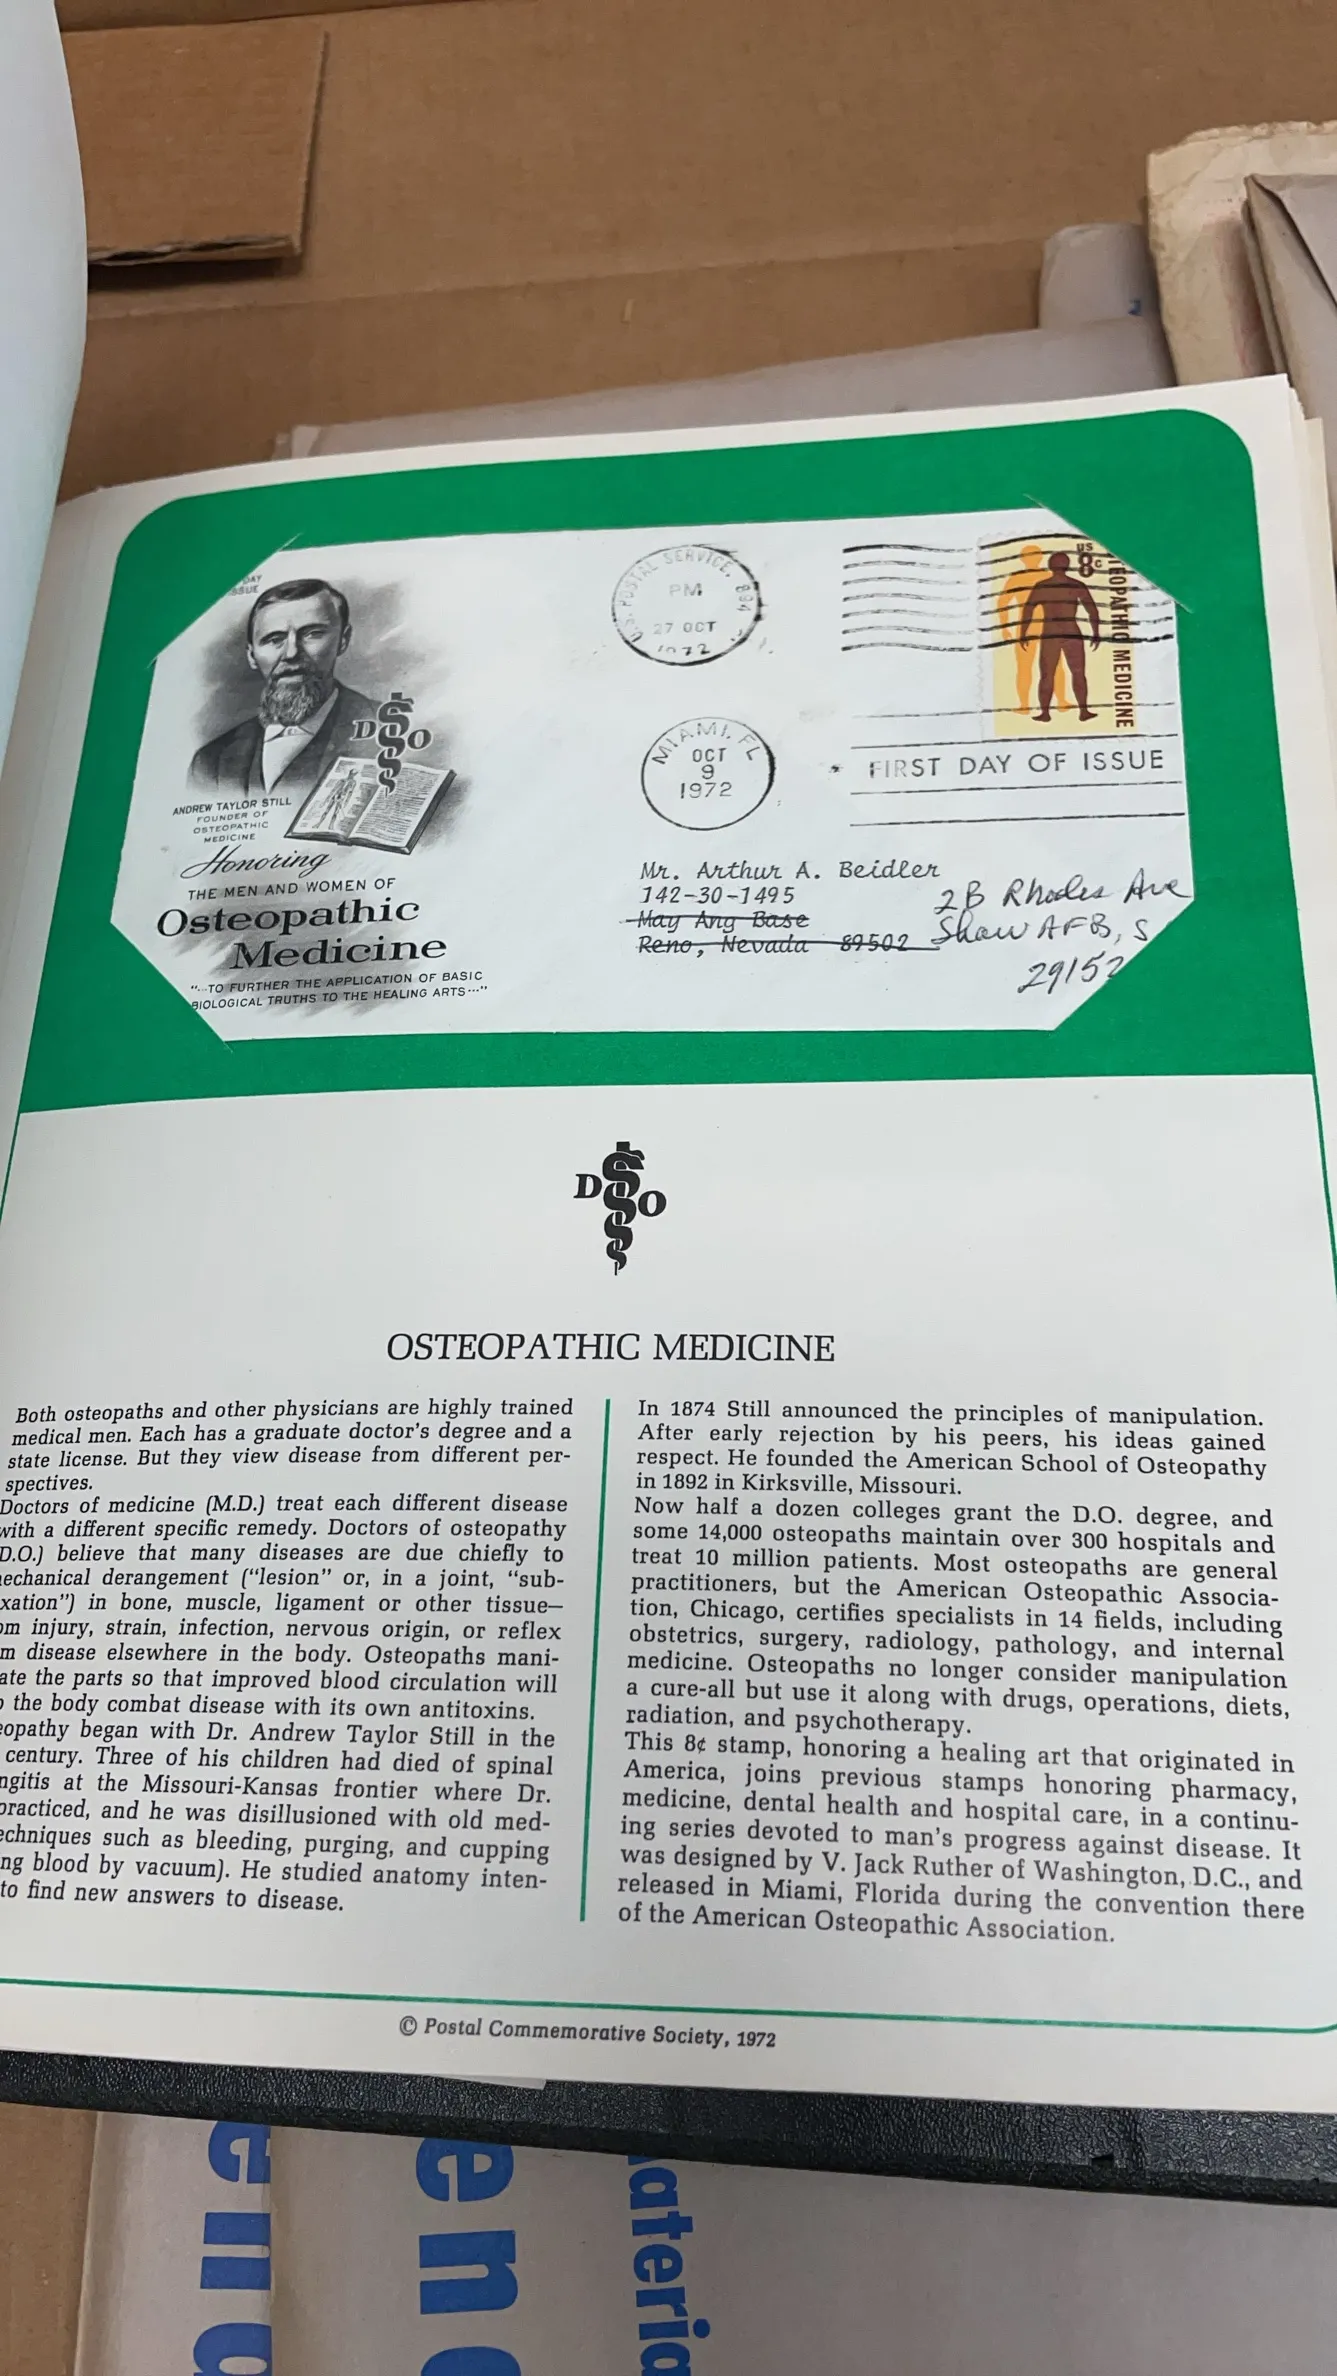 DAY
SSUE
ANDREW TAYLOR STILL
FOUNDER OF
OSTEOPATHIC
MEDICINE
Honoring
THE MEN AND WOMEN OF
Osteopathic
Medicine
"...TO FURTHER THE APPLICATION OF BASIC
BIOLOGICAL TRUTHS TO THE HEALING ARTS..."
U.S. POSTAL SERVICE, 894
PM
27 OCT
1972
MIAMI, FL
OCT
9
1972
US
8c
TEOPATHIC MEDICINE
FIRST DAY OF ISSUE
Mr. Arthur A. Beidler
142-30-1495
May Ang Base
Reno, Nevada 89502
2B Rhodes Ave
Shaw AFB, S
29152
D O
OSTEOPATHIC MEDICINE
Both osteopaths and other physicians are highly trained
medical men. Each has a graduate doctor's degree and a
state license. But they view disease from different per-
spectives.
Doctors of medicine (M.D.) treat each different disease
with a different specific remedy. Doctors of osteopathy
D.O.) believe that many diseases are due chiefly to
echanical derangement ("lesion" or, in a joint, "sub-
xation") in bone, muscle, ligament or other tissue—
om injury, strain, infection, nervous origin, or reflex
m disease elsewhere in the body. Osteopaths mani-
ate the parts so that improved blood circulation will
the body combat disease with its own antitoxins.
eopathy began with Dr. Andrew Taylor Still in the
century. Three of his children had died of spinal
ngitis at the Missouri-Kansas frontier where Dr.
practiced, and he was disillusioned with old med-
echniques such as bleeding, purging, and cupping
ng blood by vacuum). He studied anatomy inten-
to find new answers to disease.
In 1874 Still announced the principles of manipulation.
After early rejection by his peers, his ideas gained
respect. He founded the American School of Osteopathy
in 1892 in Kirksville, Missouri.
Now half a dozen colleges grant the D.O. degree, and
some 14,000 osteopaths maintain over 300 hospitals and
treat 10 million patients. Most osteopaths are general
practitioners, but the American Osteopathic Associa-
tion, Chicago, certifies specialists in 14 fields, including
obstetrics, surgery, radiology, pathology, and internal
medicine. Osteopaths no longer consider manipulation
a cure-all but use it along with drugs, operations, diets,
radiation, and psychotherapy.
This 8¢ stamp, honoring a healing art that originated in
America, joins previous stamps honoring pharmacy,
medicine, dental health and hospital care, in a continu-
ing series devoted to man's progress against disease. It
was designed by V. Jack Ruther of Washington, D.C., and
released in Miami, Florida during the convention there
of the American Osteopathic Association.
© Postal Commemorative Society, 1972
end
end
ateria